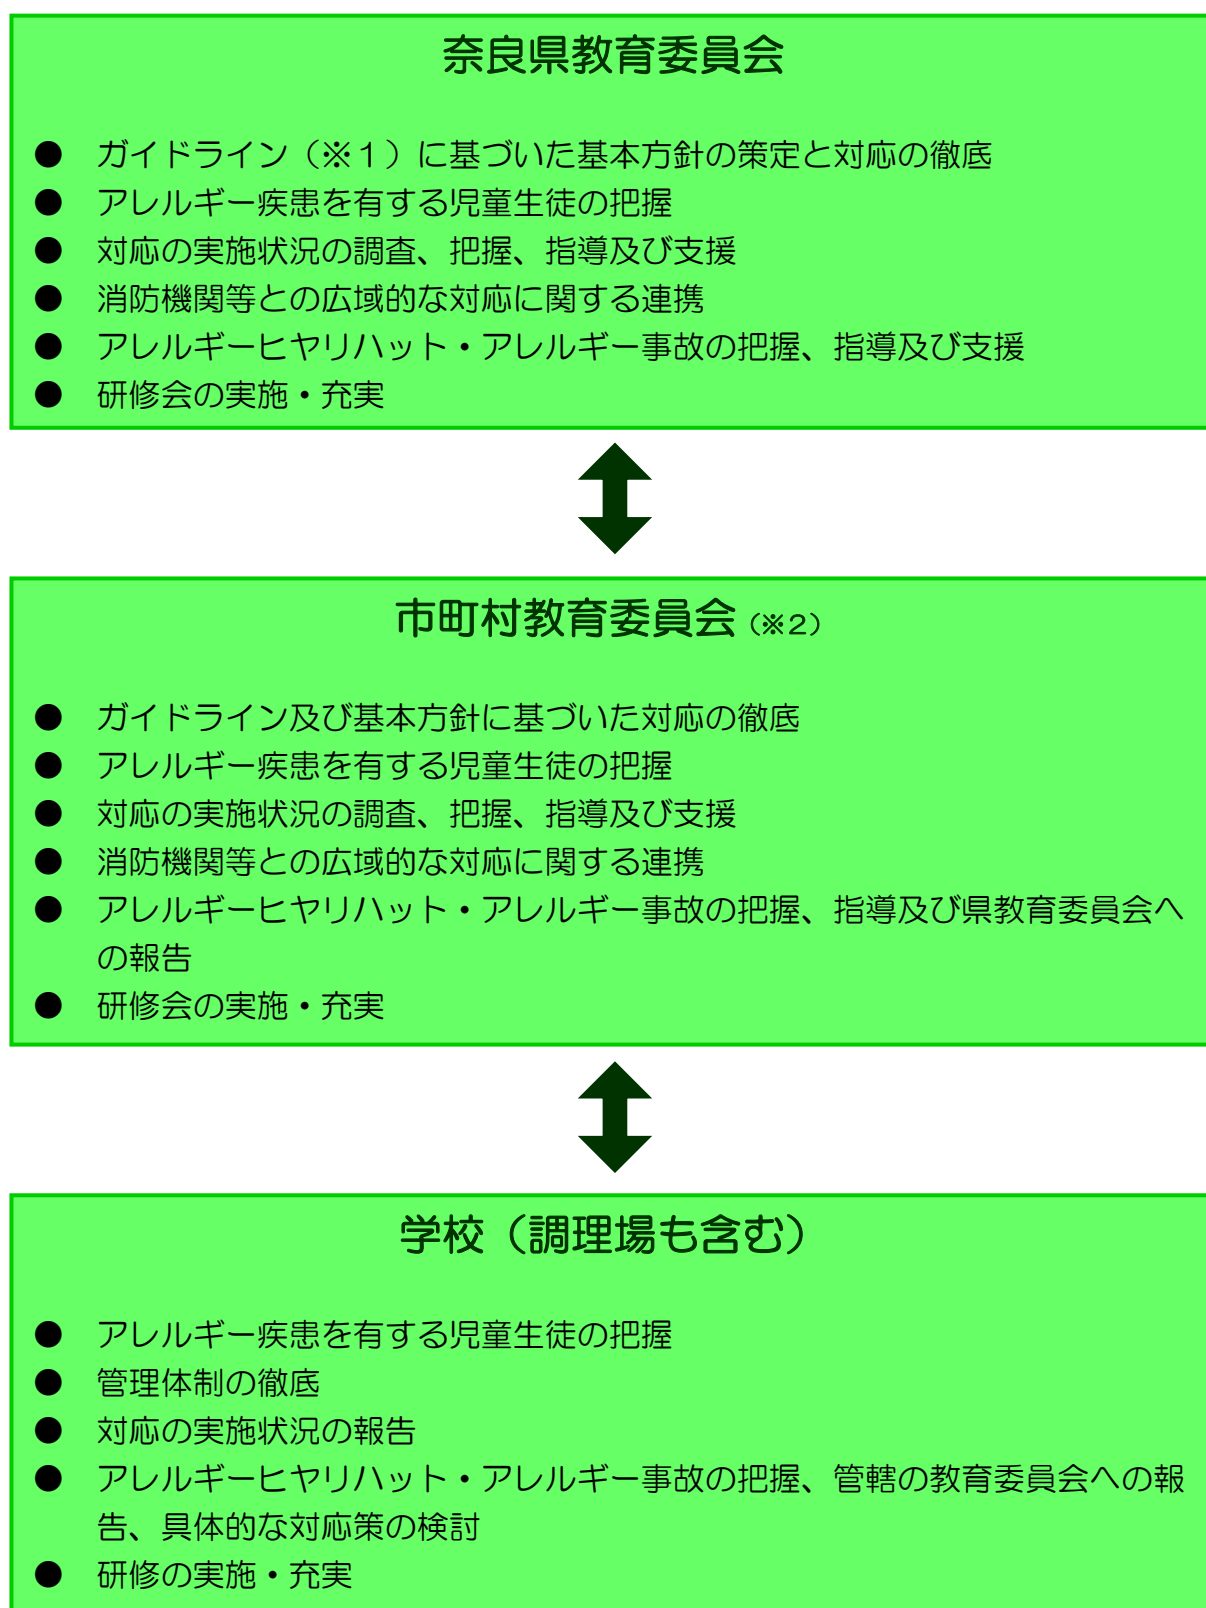 奈良県教育委員会
● ガイドライン（※１）に基づいた基本方針の策定と対応の徹底
● アレルギー疾患を有する児童生徒の把握
● 対応の実施状況の調査、把握、指導及び支援
● 消防機関等との広域的な対応に関する連携
● アレルギーヒヤリハット・アレルギー事故の把握、指導及び支援
● 研修会の実施・充実
市町村教育委員会（※2）
● ガイドライン及び基本方針に基づいた対応の徹底
● アレルギー疾患を有する児童生徒の把握
● 対応の実施状況の調査、把握、指導及び支援
● 消防機関等との広域的な対応に関する連携
● アレルギーヒヤリハット・アレルギー事故の把握、指導及び県教育委員会へ
の報告
● 研修会の実施・充実
学校（調理場も含む）
● アレルギー疾患を有する児童生徒の把握
● 管理体制の徹底
● 対応の実施状況の報告
● アレルギーヒヤリハット・アレルギー事故の把握、管轄の教育委員会への報
告、具体的な対応策の検討
● 研修の実施・充実